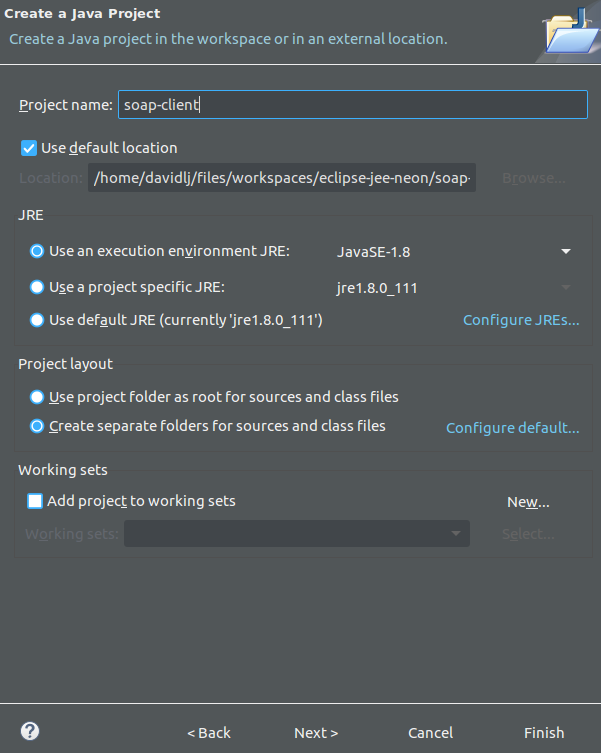 Create a Java Project
Create a Java project in the workspace or in an external location.
Project name: soap-client
Use default location
Location: /home/davidlj/files/workspaces/eclipse-jee-neon/soap- Browse...
JRE
Use an execution environment JRE: JavaSE-1.8
Use a project specific JRE: jre1.8.0_111
Use default JRE (currently 'jre1.8.0_111') Configure JREs...
Project layout
Use project folder as root for sources and class files
Create separate folders for sources and class files Configure default...
Working sets
Add project to working sets New...
Working sets: Select...
? < Back Next > Cancel Finish